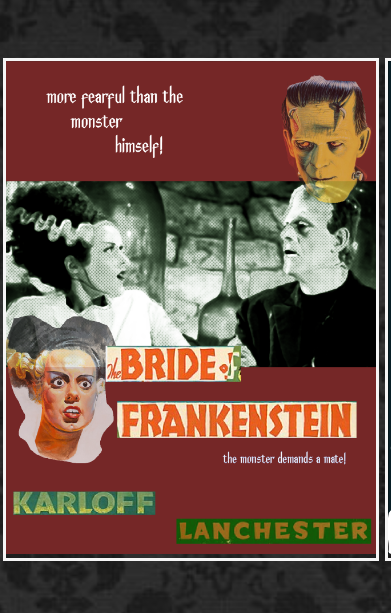 more fearful than the
monster
himself!
The BRIDE of
FRANKENSTEIN
the monster demands a mate!
KARLOFF
LANCHESTER